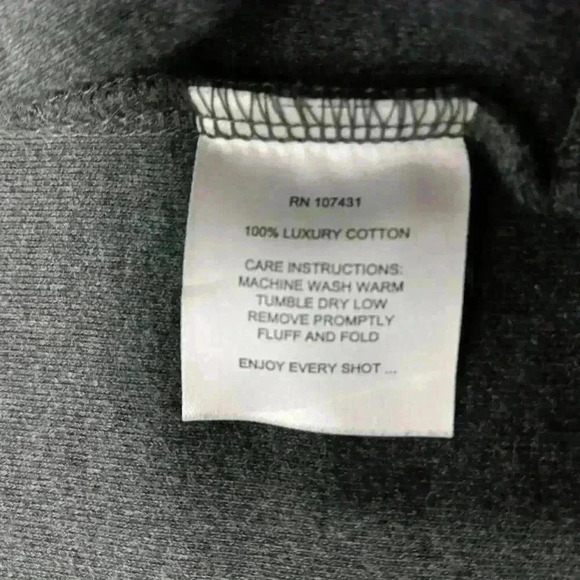 RN 107431
100% LUXURY COTTON
CARE INSTRUCTIONS:
MACHINE WASH WARM
TUMBLE DRY LOW
REMOVE PROMPTLY
FLUFF AND FOLD
ENJOY EVERY SHOT ...